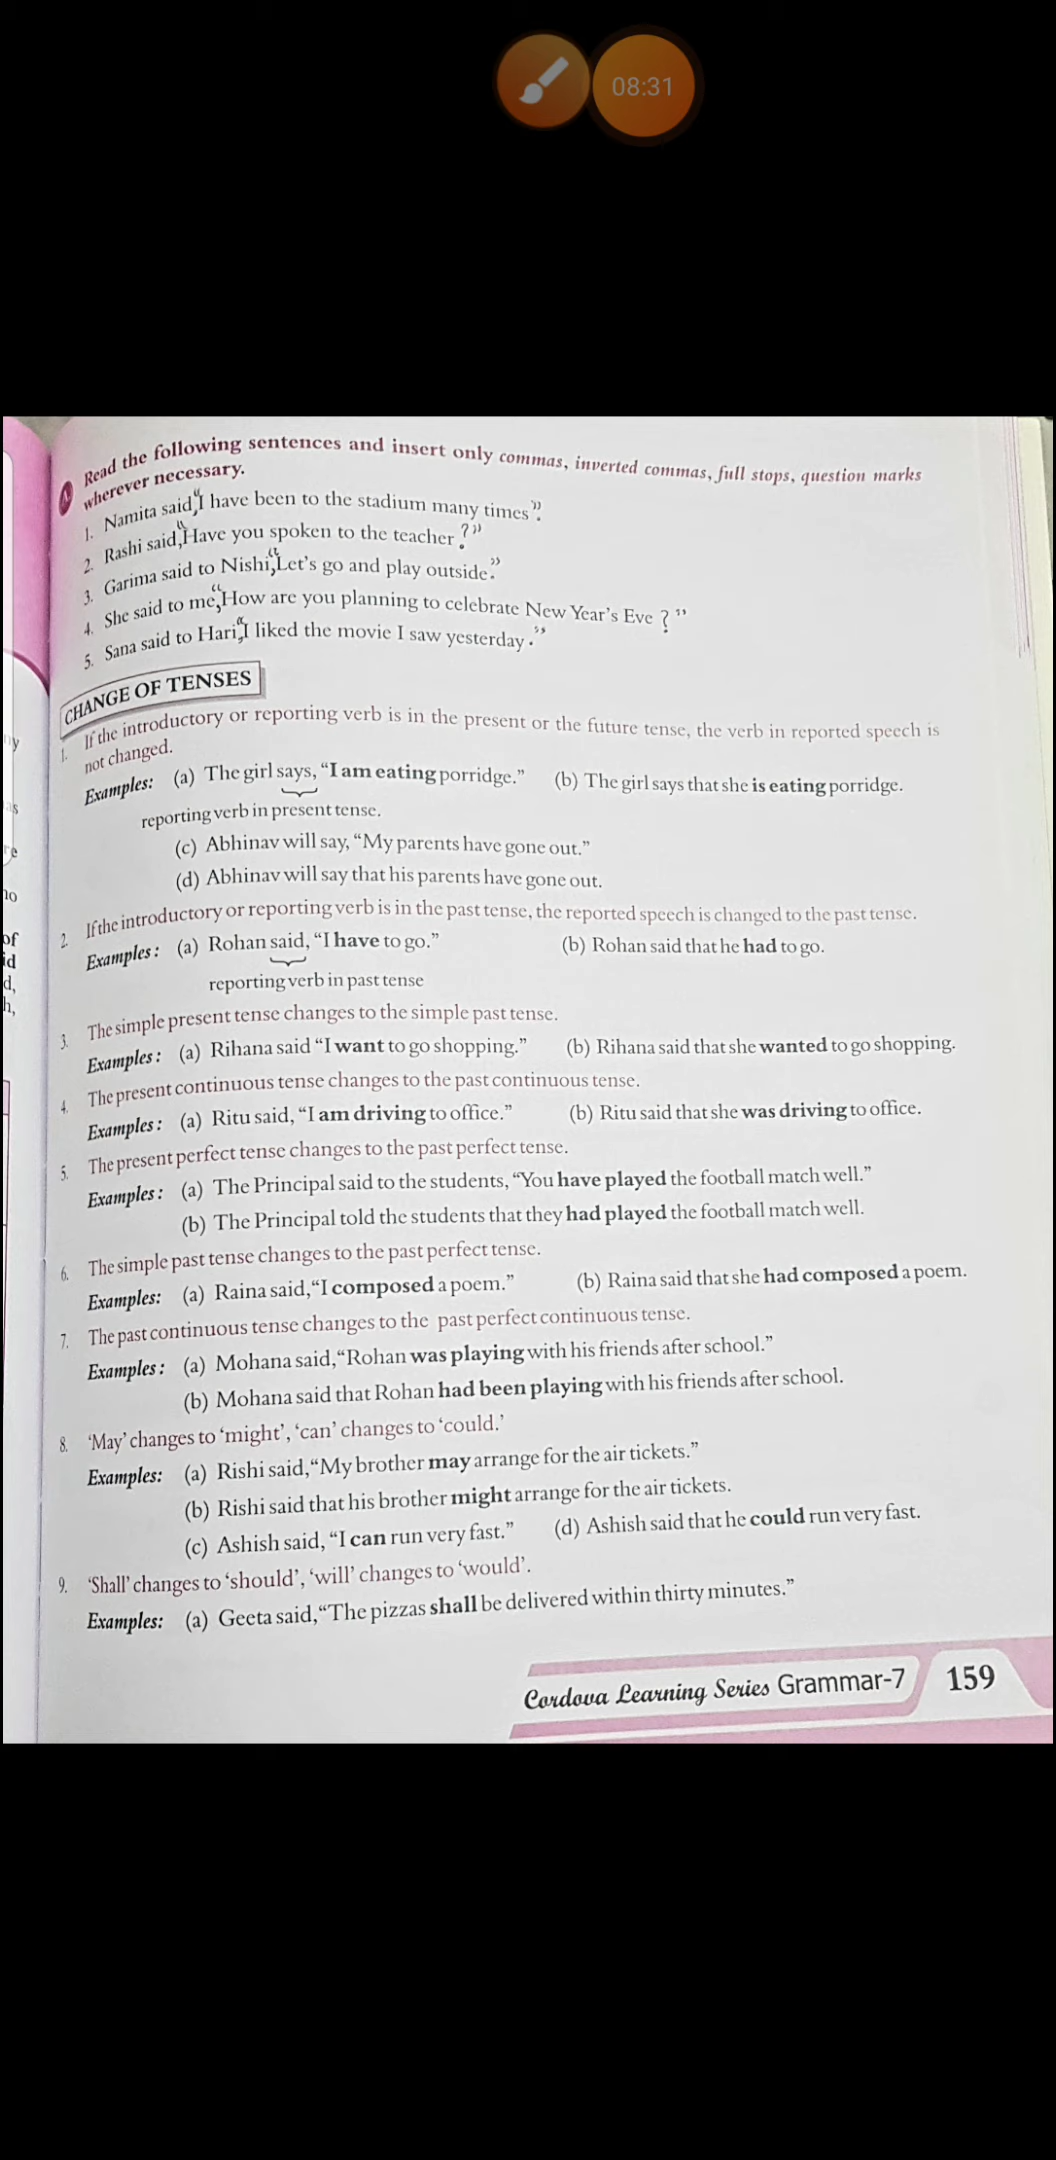 08:31
Read the following sentences and insert only commas, inverted commas, full stops, question marks
wherever necessary.
1. Namita said,“I have been to the stadium many times”.
2. Rashi said,“Have you spoken to the teacher ?”
3. Garima said to Nishi,“Let's go and play outside.”
4. She said to me,“How are you planning to celebrate New Year's Eve ?”
5. Sana said to Hari,“I liked the movie I saw yesterday.”
CHANGE OF TENSES
1. If the introductory or reporting verb is in the present or the future tense, the verb in reported speech is
not changed.
Examples: (a) The girl says, “I am eating porridge.” (b) The girl says that she is eating porridge.
reporting verb in present tense.
(c) Abhinav will say, “My parents have gone out.”
(d) Abhinav will say that his parents have gone out.
2. If the introductory or reporting verb is in the past tense, the reported speech is changed to the past tense.
Examples: (a) Rohan said, “I have to go.” (b) Rohan said that he had to go.
reporting verb in past tense
3. The simple present tense changes to the simple past tense.
Examples: (a) Rihana said “I want to go shopping.” (b) Rihana said that she wanted to go shopping.
4. The present continuous tense changes to the past continuous tense.
Examples: (a) Ritu said, “I am driving to office.” (b) Ritu said that she was driving to office.
5. The present perfect tense changes to the past perfect tense.
Examples: (a) The Principal said to the students, “You have played the football match well.”
(b) The Principal told the students that they had played the football match well.
6. The simple past tense changes to the past perfect tense.
Examples: (a) Raina said,“I composed a poem.” (b) Raina said that she had composed a poem.
7. The past continuous tense changes to the past perfect continuous tense.
Examples: (a) Mohana said,“Rohan was playing with his friends after school.”
(b) Mohana said that Rohan had been playing with his friends after school.
8. ‘May’ changes to ‘might’, ‘can’ changes to ‘could.’
Examples: (a) Rishi said,“My brother may arrange for the air tickets.”
(b) Rishi said that his brother might arrange for the air tickets.
(c) Ashish said, “I can run very fast.” (d) Ashish said that he could run very fast.
9. ‘Shall’ changes to ‘should’, ‘will’ changes to ‘would’.
Examples: (a) Geeta said,“The pizzas shall be delivered within thirty minutes.”
Cordova Learning Series Grammar-7 159